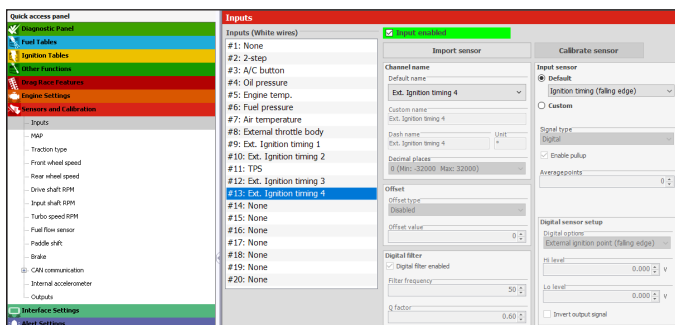 Quick access panel
Diagnostic Panel
Fuel Tables
Ignition Tables
Other Functions
Drag Race Features
Engine Settings
Sensors and Calibration
Inputs
MAP
Traction type
Front wheel speed
Rear wheel speed
Drive shaft RPM
Input shaft RPM
Turbo speed RPM
Fuel flow sensor
Paddle shift
Brake
CAN communication
Internal accelerometer
Outputs
Interface Settings
Alert Settings
Inputs
Inputs (White wires)
#1: None
#2: 2-step
#3: A/C button
#4: Oil pressure
#5: Engine temp.
#6: Fuel pressure
#7: Air temperature
#8: External throttle body
#9: Ext. Ignition timing 1
#10: Ext. Ignition timing 2
#11: TPS
#12: Ext. Ignition timing 3
#13: Ext. Ignition timing 4
#14: None
#15: None
#16: None
#17: None
#18: None
#19: None
#20: None
Input enabled
Import sensor
Calibrate sensor
Channel name
Default name
Ext. Ignition timing 4
Custom name
Ext. Ignition timing 4
Dash name
Unit
Ext. Ignition timing 4
°
Decimal places
0 (Min: -32000 Max: 32000)
Offset
Offset type
Disabled
Offset value
0
Digital filter
Digital filter enabled
Filter frequency
50
Q factor
0.60
Input sensor
Default
Ignition timing (falling edge)
Custom
Signal type
Digital
Enable pullup
Averagepoints
0
Digital sensor setup
Digital options
External ignition point (falling edge)
Hi level
0.000 V
Lo level
0.000 V
Invert output signal